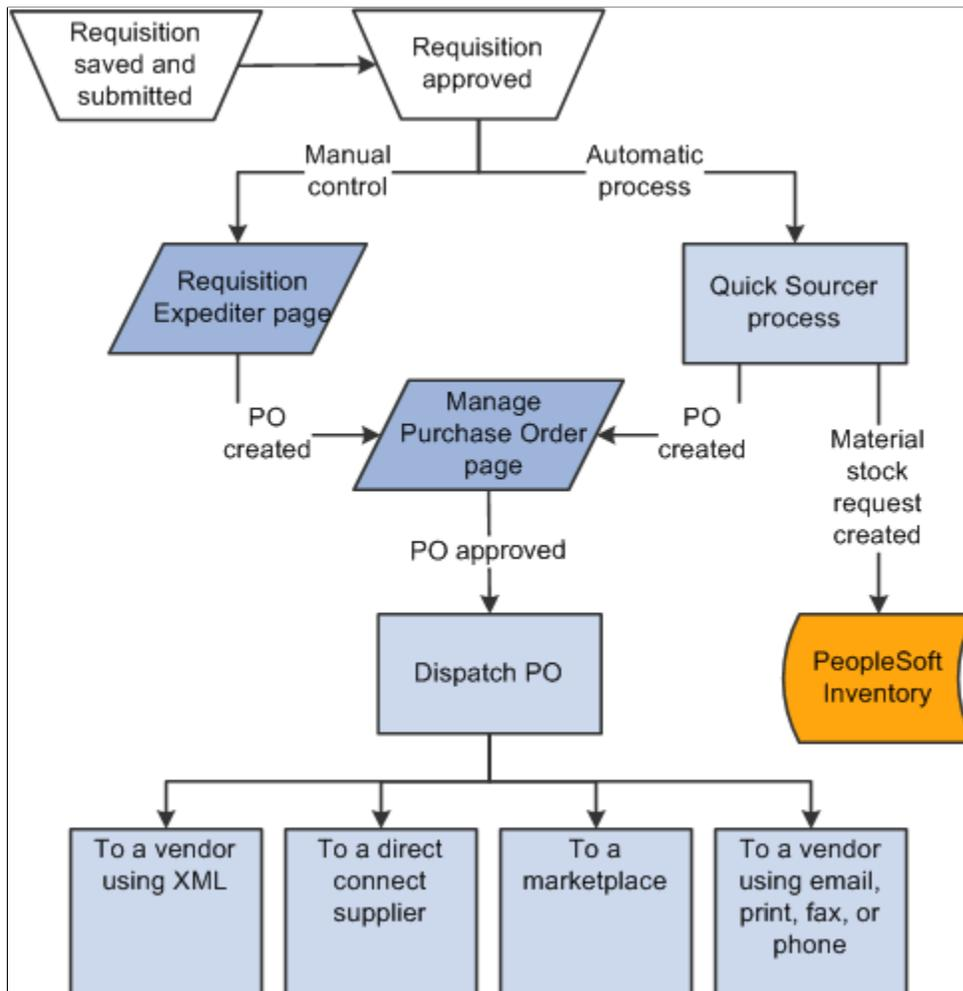 Requisition
saved and
submitted
Requisition
approved
Manual
control
Automatic
process
Requisition
Expediter page
Quick Sourcer
process
PO
created
Manage
Purchase Order
page
PO
created
Material
stock
request
created
PO approved
Dispatch PO
PeopleSoft
Inventory
To a vendor
using XML
To a direct
connect
supplier
To a
marketplace
To a vendor
using email,
print, fax, or
phone